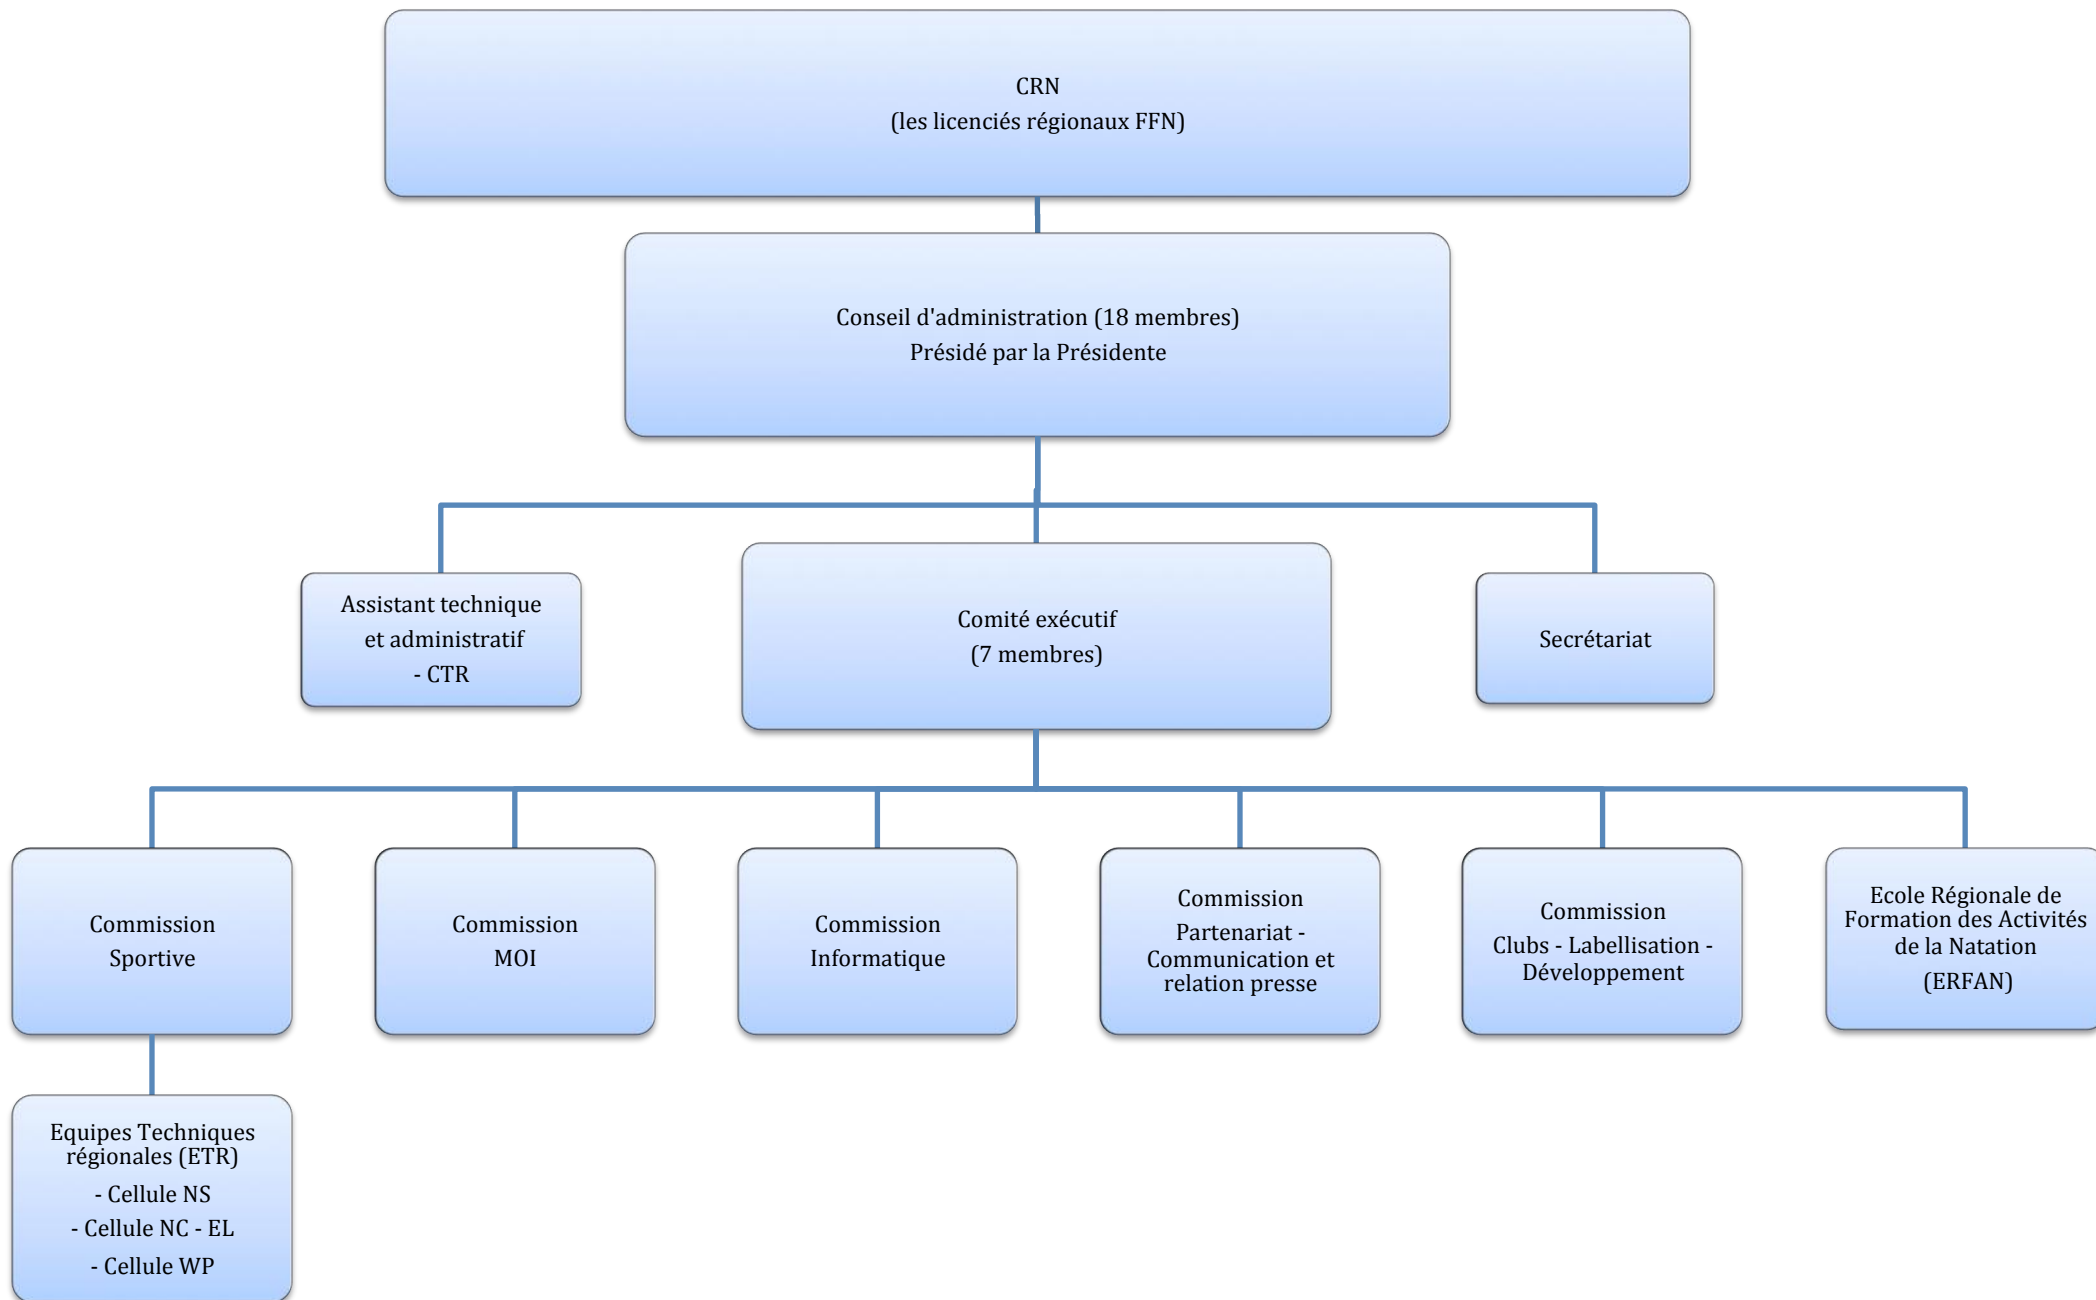 CRN
(les licenciés régionaux FFN)
Conseil d'administration (18 membres)
Présidé par la Présidente
Assistant technique
et administratif
- CTR
Comité exécutif
(7 membres)
Secrétariat
Commission
Sportive
Commission
MOI
Commission
Informatique
Commission
Partenariat -
Communication et
relation presse
Commission
Clubs - Labellisation -
Développement
Ecole Régionale de
Formation des Activités
de la Natation
(ERFAN)
Equipes Techniques
régionales (ETR)
- Cellule NS
- Cellule NC - EL
- Cellule WP